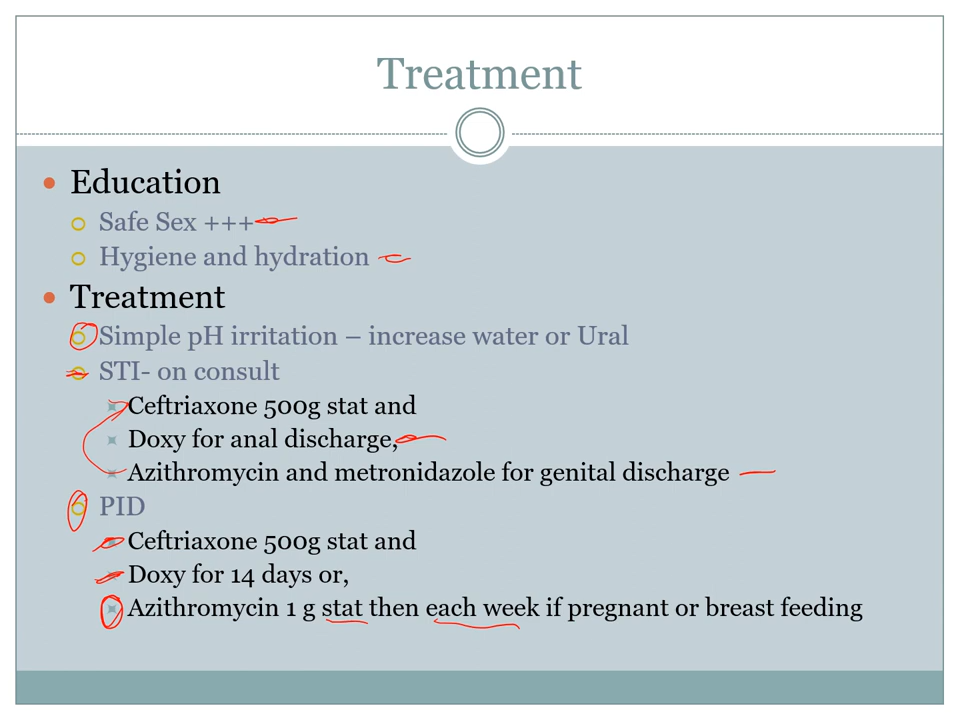 Treatment
Education
Safe Sex +++
Hygiene and hydration
Treatment
Simple pH irritation – increase water or Ural
STI- on consult
Ceftriaxone 500g stat and
Doxy for anal discharge,
Azithromycin and metronidazole for genital discharge
PID
Ceftriaxone 500g stat and
Doxy for 14 days or,
Azithromycin 1 g stat then each week if pregnant or breast feeding